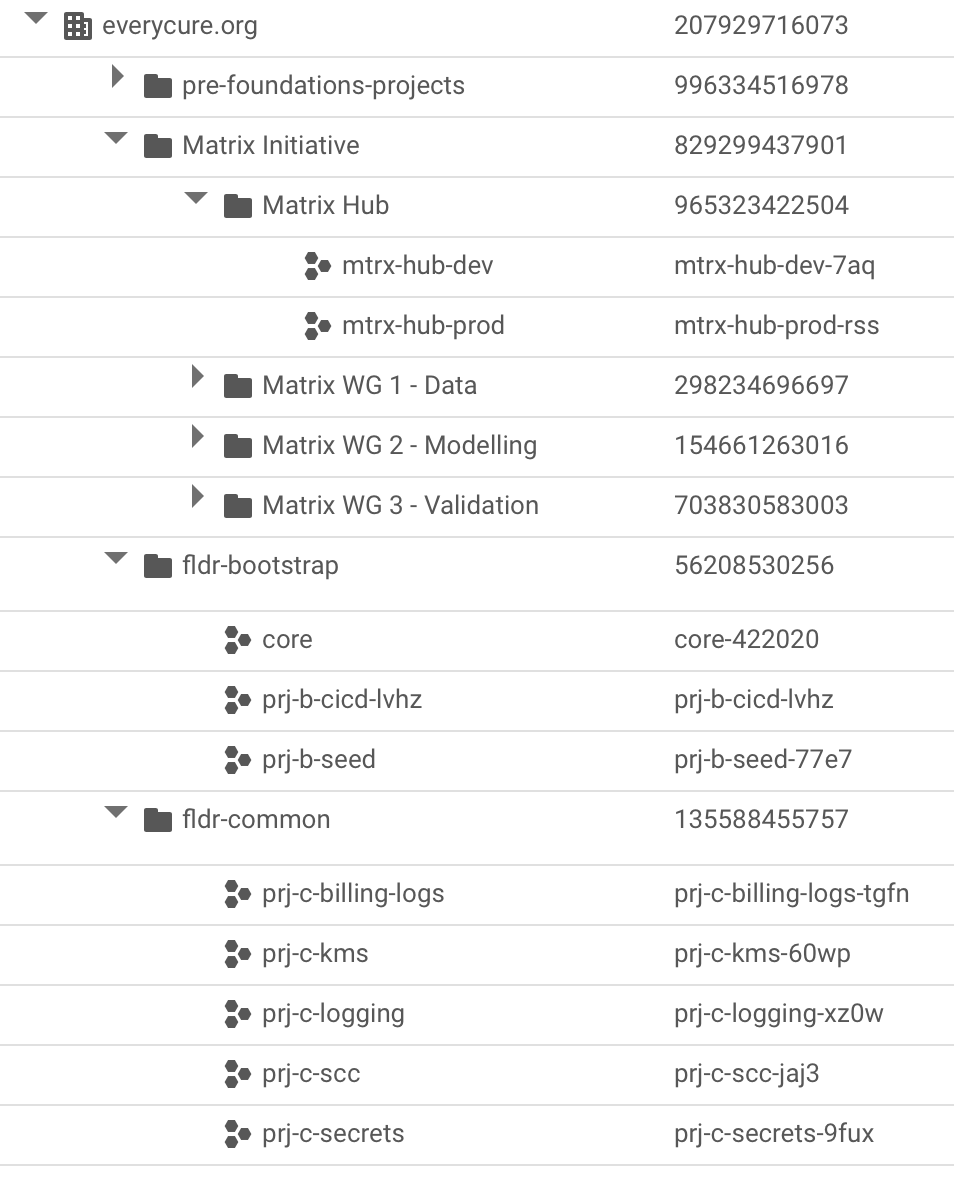 everycure.org 207929716073
pre-foundations-projects 996334516978
Matrix Initiative 829299437901
Matrix Hub 965323422504
mtrx-hub-dev mtrx-hub-dev-7aq
mtrx-hub-prod mtrx-hub-prod-rss
Matrix WG 1 - Data 298234696697
Matrix WG 2 - Modelling 154661263016
Matrix WG 3 - Validation 703830583003
fldr-bootstrap 56208530256
core core-422020
prj-b-cicd-lvhz prj-b-cicd-lvhz
prj-b-seed prj-b-seed-77e7
fldr-common 135588455757
prj-c-billing-logs prj-c-billing-logs-tgfn
prj-c-kms prj-c-kms-60wp
prj-c-logging prj-c-logging-xz0w
prj-c-scc prj-c-scc-jaj3
prj-c-secrets prj-c-secrets-9fux